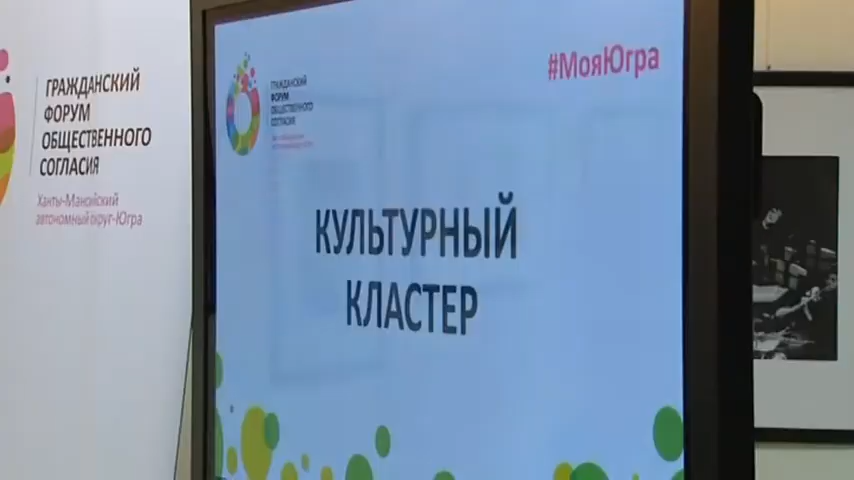 ГРАЖДАНСКИЙ
ФОРУМ
ОБЩЕСТВЕННОГО
СОГЛАСИЯ
Ханты-Мансийский
автономный округ-Югра
ГРАЖДАНСКИЙ
ФОРУМ
ОБЩЕСТВЕННОГО
СОГЛАСИЯ
#МояЮгра
КУЛЬТУРНЫЙ
КЛАСТЕР